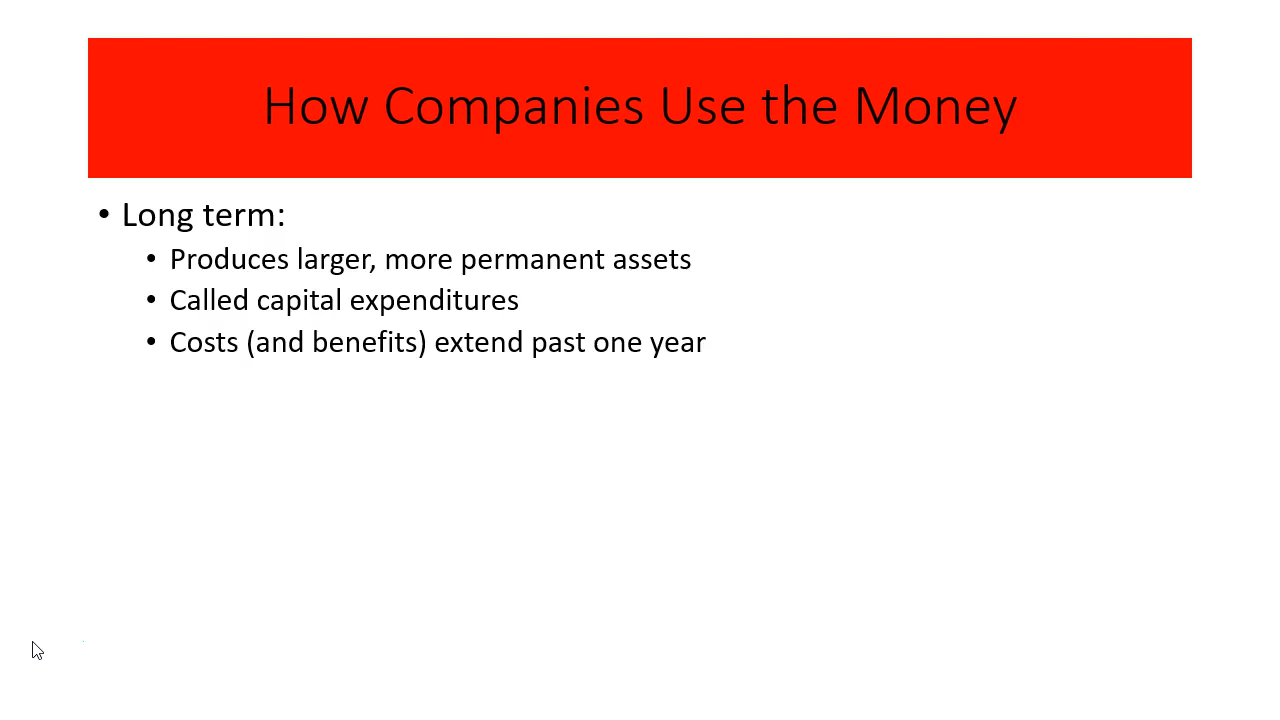 How Companies Use the Money
• Long term:
• Produces larger, more permanent assets
• Called capital expenditures
• Costs (and benefits) extend past one year